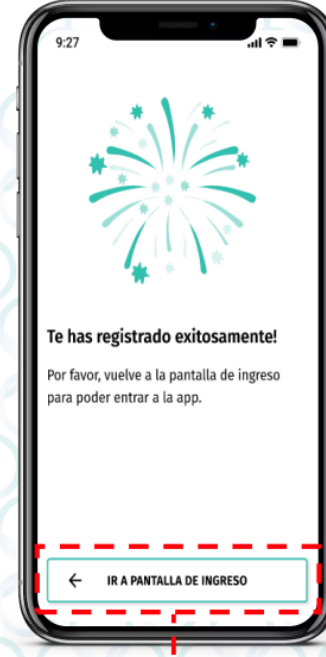 9:27
Te has registrado exitosamente!
Por favor, vuelve a la pantalla de ingreso
para poder entrar a la app.
IR A PANTALLA DE INGRESO